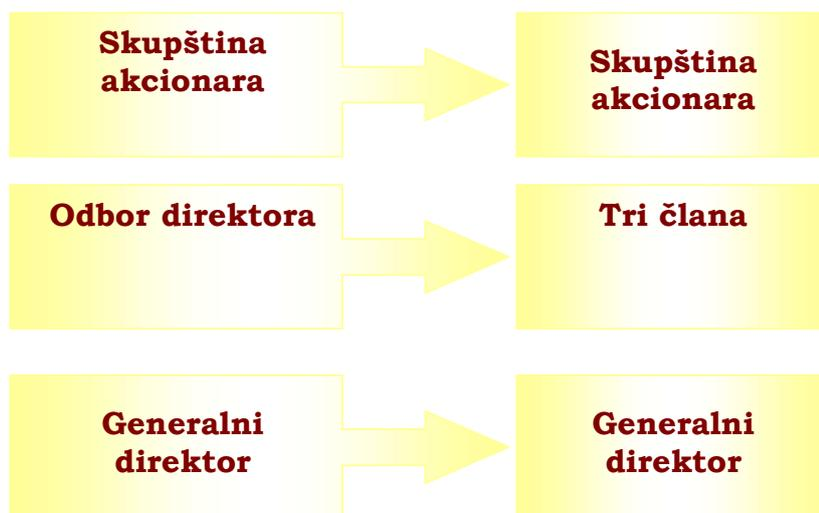 Skupština
akcionara
Skupština
akcionara
Odbor direktora
Tri člana
Generalni
direktor
Generalni
direktor